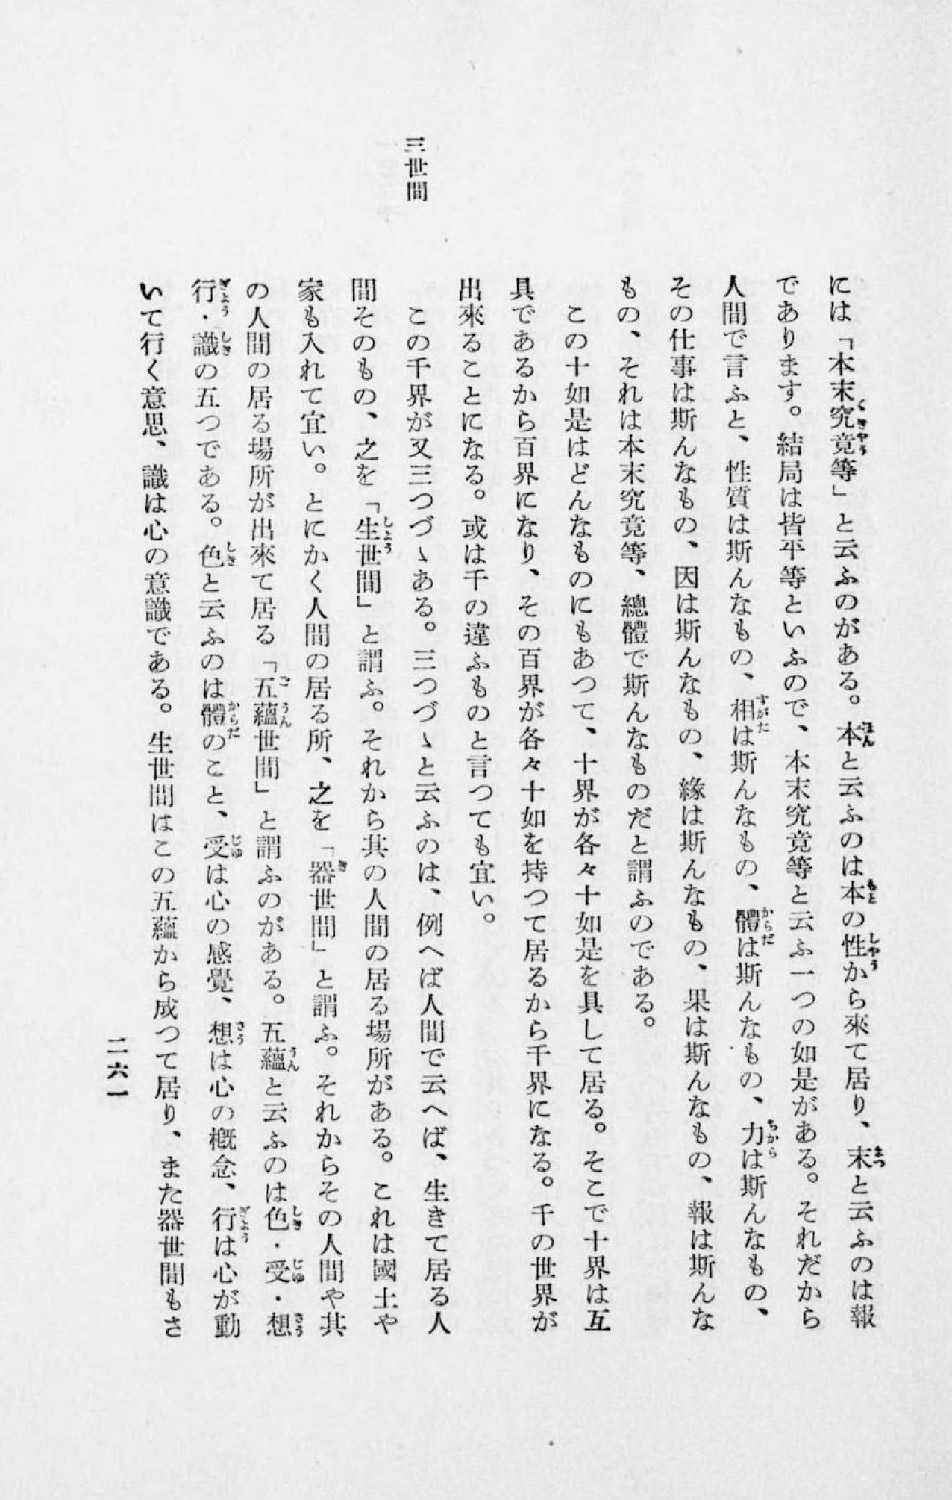 三世間
には「本末究竟等」と云ふのがある。本と云ふのは本の性から來て居り、末と云ふのは報
であります。結局は皆平等といふので、本末究竟等と云ふ一つの如是がある。それだから
人間で言ふと、性質は斯んなもの、相は斯んなもの、體は斯んなもの、力は斯んなもの、
その仕事は斯んなもの、因は斯んなもの、緣は斯んなもの、果は斯んなもの、報は斯んな
もの、それは本末究竟等、總體で斯んなものだと謂ふのである。
この十如是はどんなものにもあつて、十界が各々十如是を具して居る。そこで十界は互
具であるから百界になり、その百界が各々十如を持つて居るから千界になる。千の世界が
出來ることになる。或は千の違ふものと言つても宜い。
この千界が又三つづゝある。三つづゝと云ふのは、例へば人間で云へば、生きて居る人
間そのもの、之を「生世間」と謂ふ。それから其の人間の居る場所がある。これは國土や
家も入れて宜い。とにかく人間の居る所、之を「器世間」と謂ふ。それからその人間や其
の人間の居る場所が出來て居る「五蘊世間」と謂ふのがある。五蘊と云ふのは色・受・想
行・識の五つである。色と云ふのは體のこと、受は心の感覺、想は心の槪念、行は心が動
いて行く意思、識は心の意識である。生世間はこの五蘊から成つて居り、また器世間もさ
二六一